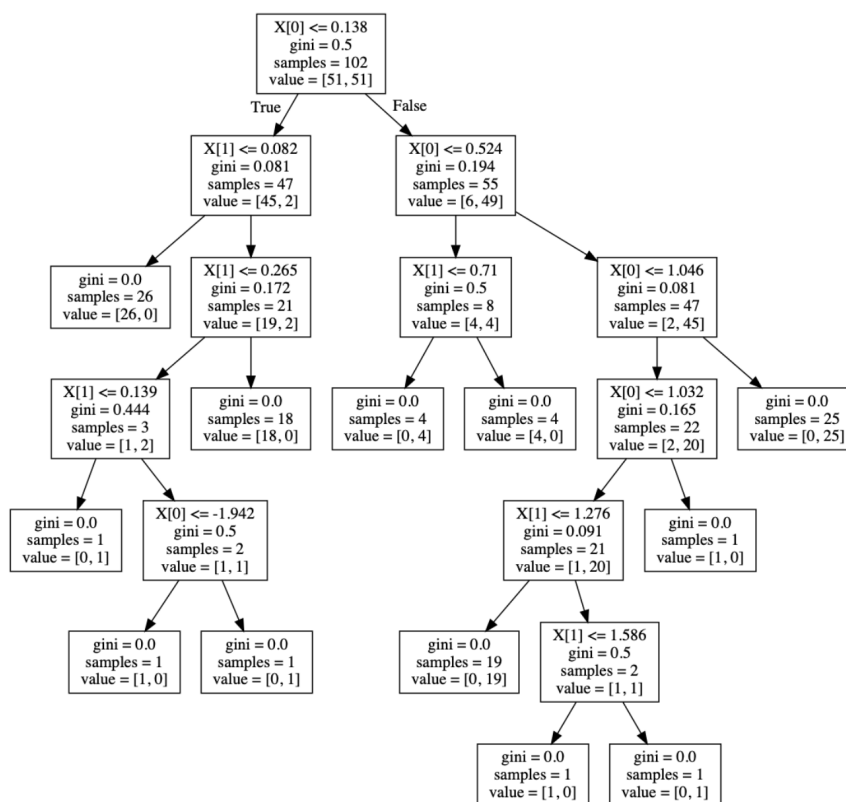 X[0] <= 0.138
gini = 0.5
samples = 102
value = [51, 51]
True
False
X[1] <= 0.082
gini = 0.081
samples = 47
value = [45, 2]
X[0] <= 0.524
gini = 0.194
samples = 55
value = [6, 49]
gini = 0.0
samples = 26
value = [26, 0]
X[1] <= 0.265
gini = 0.172
samples = 21
value = [19, 2]
X[1] <= 0.71
gini = 0.5
samples = 8
value = [4, 4]
X[0] <= 1.046
gini = 0.081
samples = 47
value = [2, 45]
X[1] <= 0.139
gini = 0.444
samples = 3
value = [1, 2]
gini = 0.0
samples = 18
value = [18, 0]
gini = 0.0
samples = 4
value = [0, 4]
gini = 0.0
samples = 4
value = [4, 0]
X[0] <= 1.032
gini = 0.165
samples = 22
value = [2, 20]
gini = 0.0
samples = 25
value = [0, 25]
gini = 0.0
samples = 1
value = [0, 1]
X[0] <= -1.942
gini = 0.5
samples = 2
value = [1, 1]
X[1] <= 1.276
gini = 0.091
samples = 21
value = [1, 20]
gini = 0.0
samples = 1
value = [1, 0]
gini = 0.0
samples = 1
value = [1, 0]
gini = 0.0
samples = 1
value = [0, 1]
gini = 0.0
samples = 19
value = [0, 19]
X[1] <= 1.586
gini = 0.5
samples = 2
value = [1, 1]
gini = 0.0
samples = 1
value = [1, 0]
gini = 0.0
samples = 1
value = [0, 1]